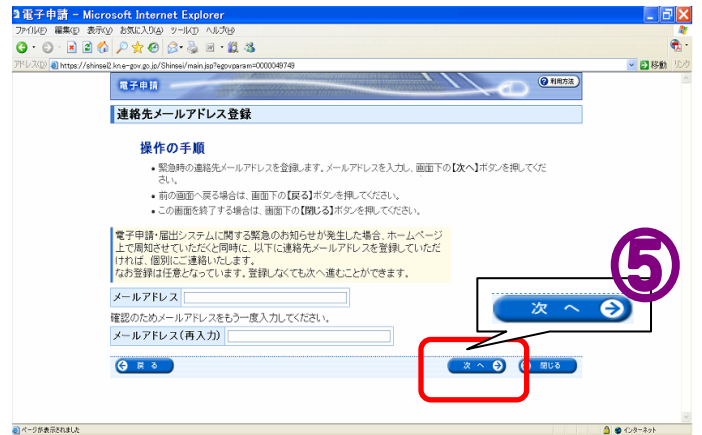 電子申請 - Microsoft Internet Explorer
ファイル(F) 編集(E) 表示(V) お気に入り(A) ツール(T) ヘルプ(H)
アドレス(D) https://shinsei2.e-gov.go.jp/Shinsei/main.jsp?egovparam=0000049749 移動 リンク
電子申請 利用方法
連絡先メールアドレス登録
操作の手順
• 緊急時の連絡先メールアドレスを登録します。メールアドレスを入力し、画面下の【次へ】ボタンを押してくだ
さい。
• 前の画面へ戻る場合は、画面下の【戻る】ボタンを押してください。
• この画面を終了する場合は、画面下の【閉じる】ボタンを押してください。
電子申請・届出システムに関する緊急のお知らせが発生した場合、ホームページ
上で周知させていただくと同時に、以下に連絡先メールアドレスを登録していただ
ければ、個別にご連絡いたします。
なお登録は任意となっています。登録しなくても次へ進むことができます。
⑤
次 へ
メールアドレス
確認のためメールアドレスをもう一度入力してください。
メールアドレス(再入力)
戻 る 次 へ 閉じる
ページが表示されました インターネット